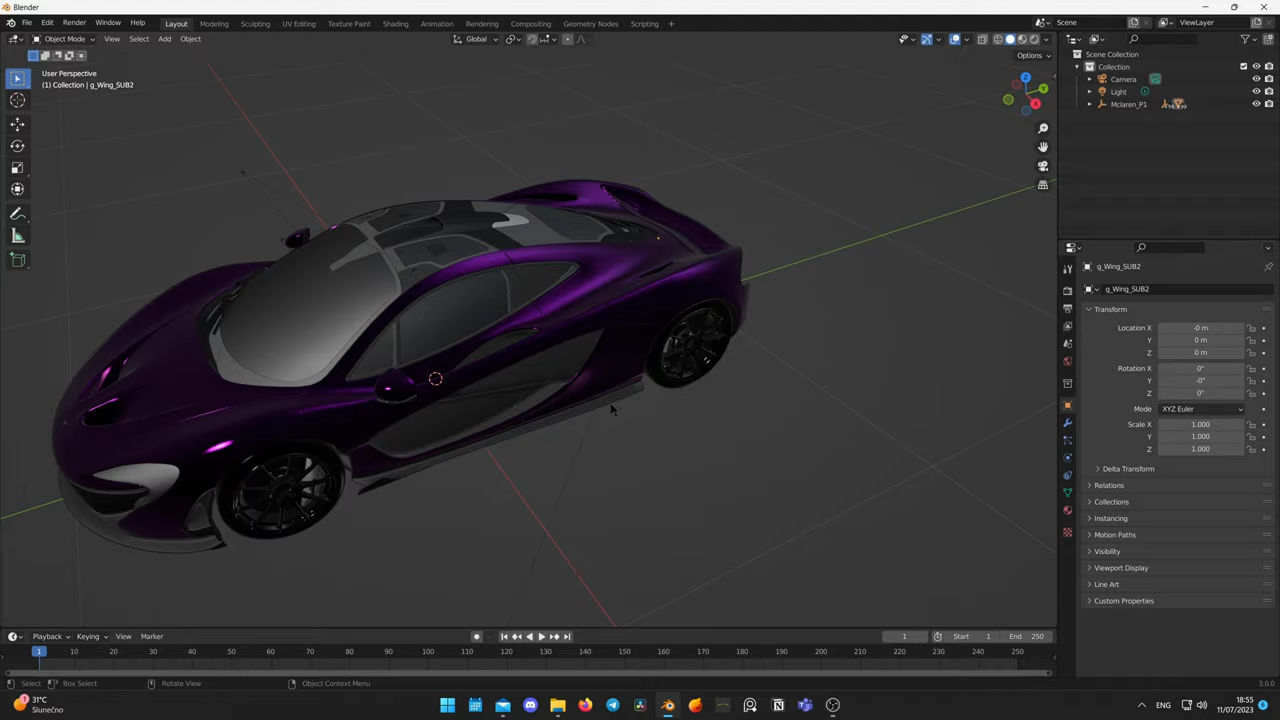 Blender
File Edit Render Window Help Layout Modeling Sculpting UV Editing Texture Paint Shading Animation Rendering Compositing Geometry Nodes Scripting Scene ViewLayer
Object Mode View Select Add Object Global
Options
User Perspective
(1) Collection | g_Wing_SUB2
Z
Y
X
Scene Collection
Collection
Camera
Light
Mclaren_P1
g_Wing_SUB2
g_Wing_SUB2
Transform
Location X -0 m
Y 0 m
Z 0 m
Rotation X 0°
Y -0°
Z 0°
Mode XYZ Euler
Scale X 1.000
Y 1.000
Z 1.000
Delta Transform
Relations
Collections
Instancing
Motion Paths
Visibility
Viewport Display
Line Art
Custom Properties
Playback Keying View Marker 1 Start 1 End 250
1 10 20 30 40 50 60 70 80 90 100 110 120 130 140 150 160 170 180 190 200 210 220 230 240 250
Select Box Select Rotate View Object Context Menu 3.0.0
31°C
Slunečno
ENG
18:55
11/07/2023